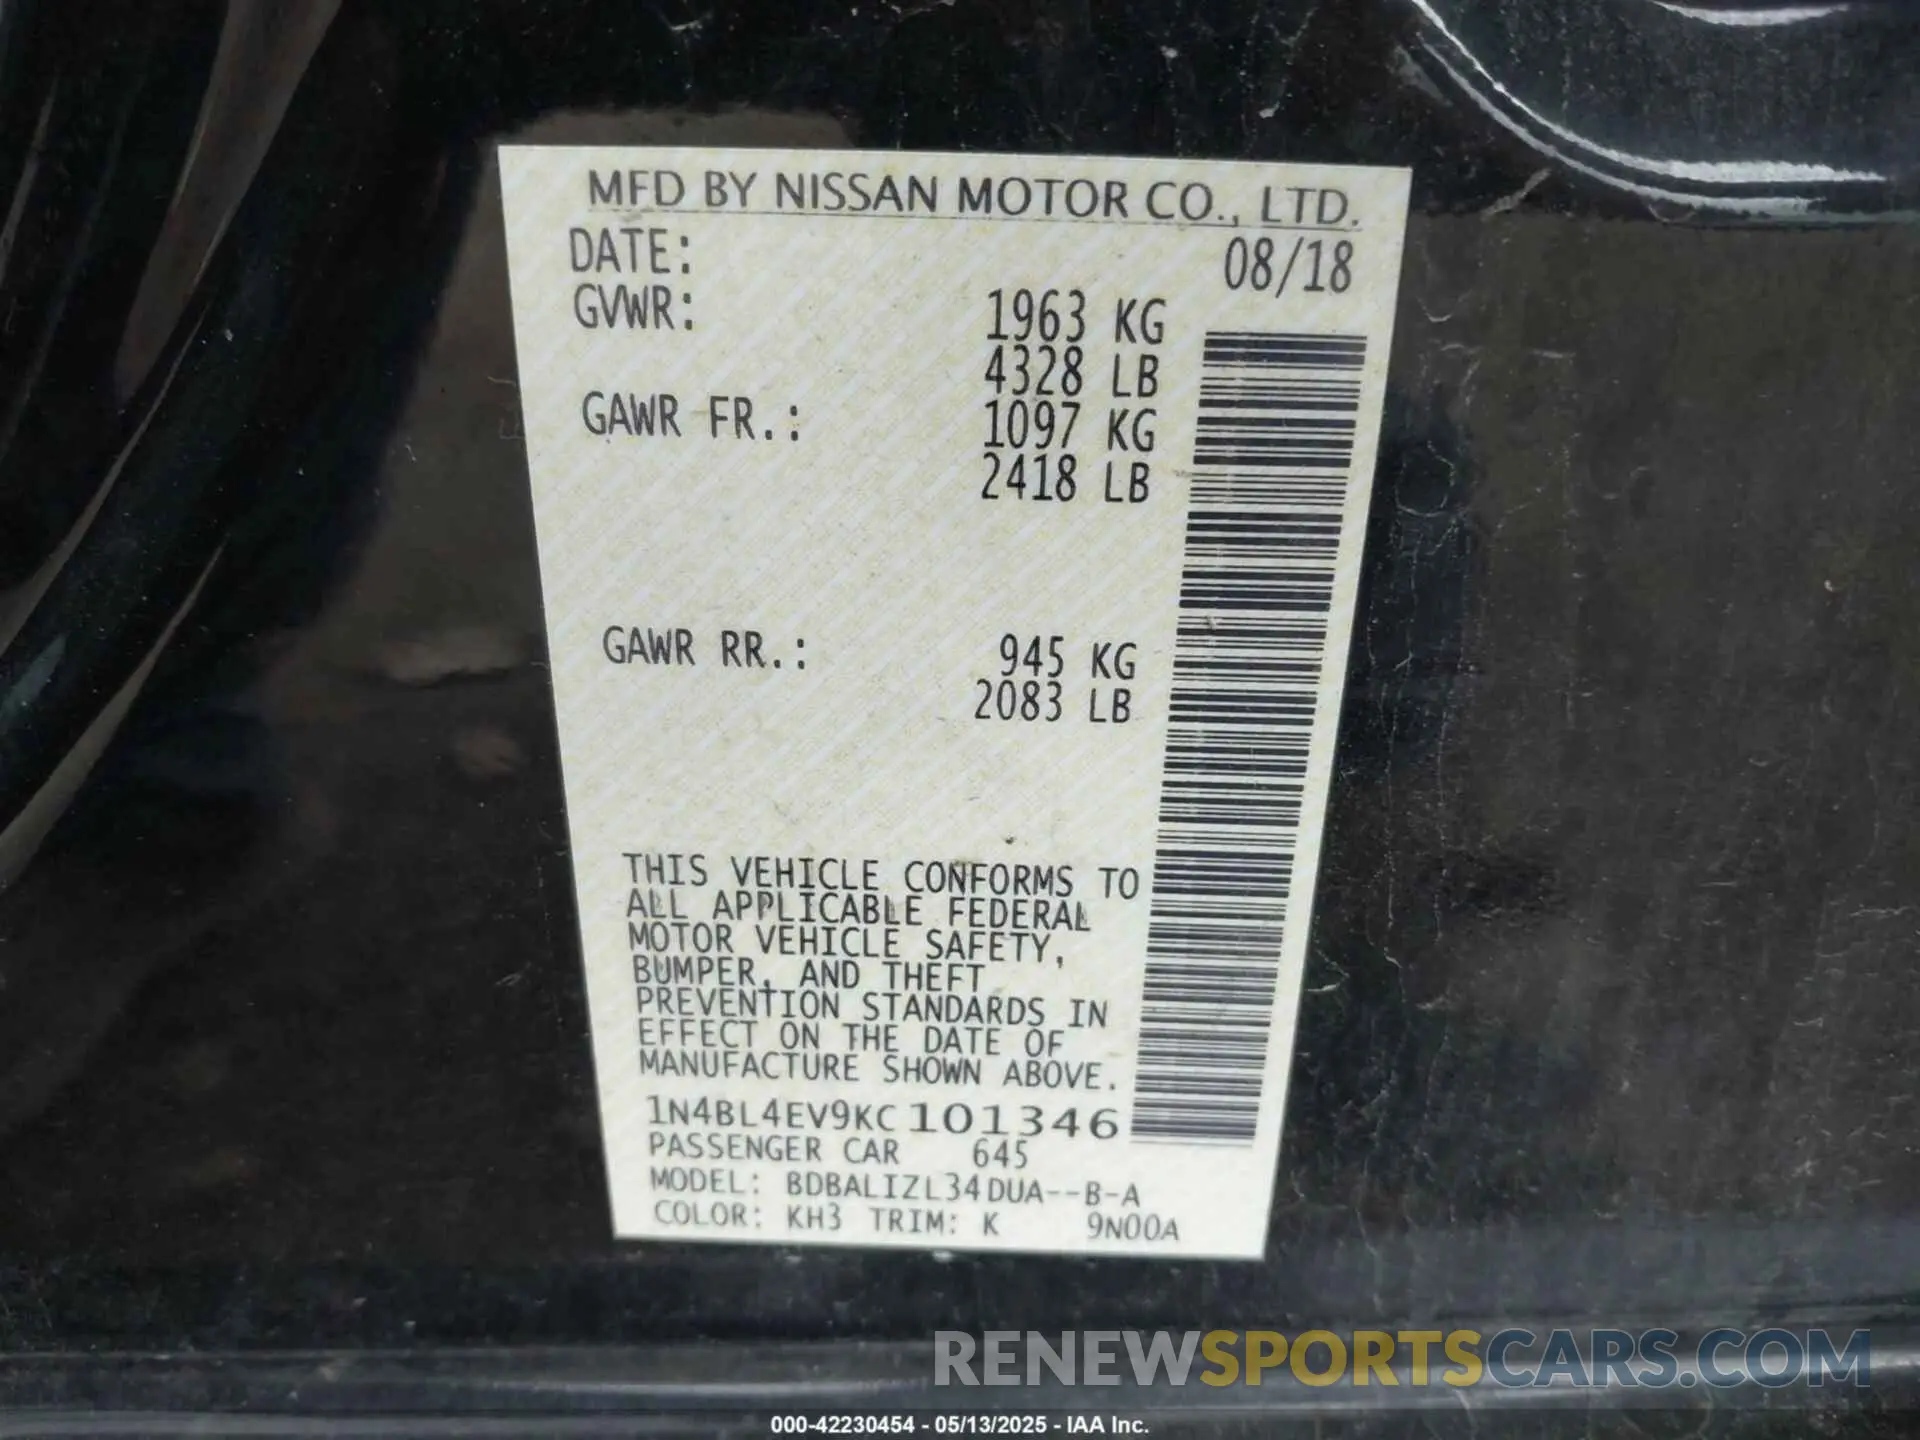 MFD BY NISSAN MOTOR CO., LTD.
DATE: 08/18
GVWR: 1963 KG
4328 LB
GAWR FR.: 1097 KG
2418 LB
GAWR RR.: 945 KG
2083 LB
THIS VEHICLE CONFORMS TO
ALL APPLICABLE FEDERAL
MOTOR VEHICLE SAFETY,
BUMPER, AND THEFT
PREVENTION STANDARDS IN
EFFECT ON THE DATE OF
MANUFACTURE SHOWN ABOVE.
1N4BL4EV9KC101346
PASSENGER CAR 645
MODEL: BDBALIZL34DUA--B-A
COLOR: KH3 TRIM: K 9N00A
RENEWSPORTSCARS.COM
000-42230454 - 05/13/2025 - IAA Inc.